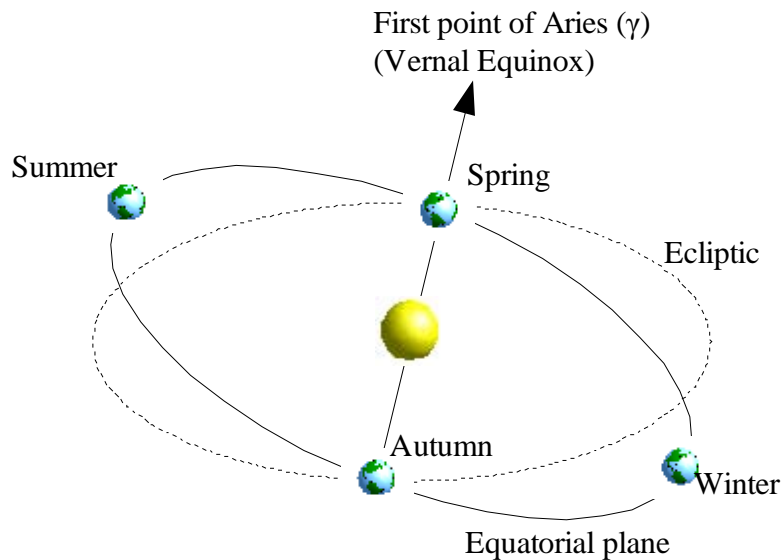 First point of Aries (γ)
(Vernal Equinox)
Summer
Spring
Ecliptic
Autumn
Winter
Equatorial plane